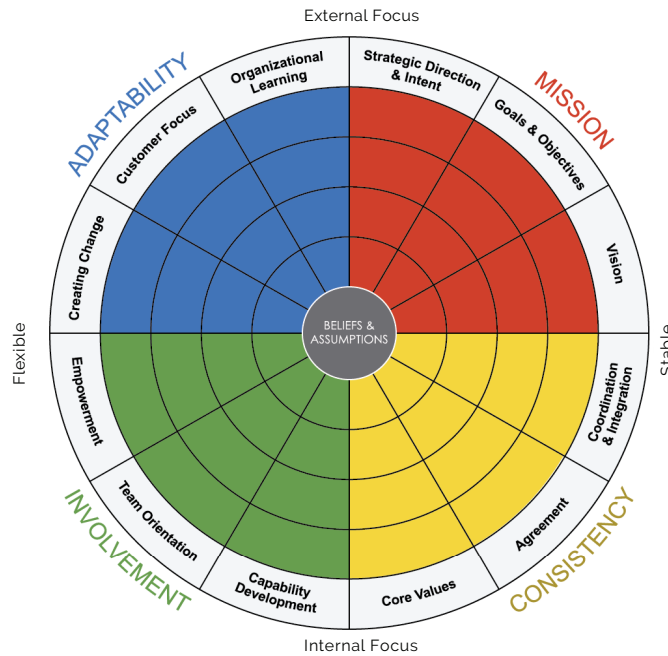 External Focus
ADAPTABILITY
MISSION
Organizational
Learning
Strategic Direction
& Intent
Customer Focus
Goals & Objectives
Creating Change
Vision
Flexible
BELIEFS &
ASSUMPTIONS
Stable
Empowerment
Coordination
& Integration
Team Orientation
Agreement
Capability
Development
Core Values
INVOLVEMENT
CONSISTENCY
Internal Focus